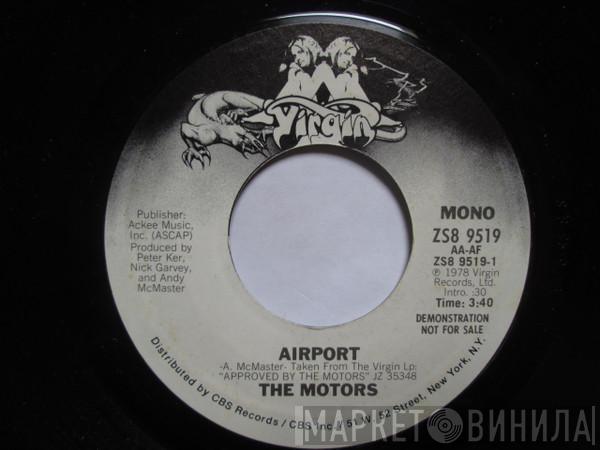 Virgin
Publisher:
Ackee Music,
Inc. (ASCAP)
Produced by
Peter Ker,
Nick Garvey,
and Andy
McMaster
MONO
ZS8 9519
AA-AF
ZS8 9519-1
℗ 1978 Virgin
Records, Ltd.
Intro. :30
Time: 3:40
DEMONSTRATION
NOT FOR SALE
AIRPORT
-A. McMaster- Taken From The Virgin Lp:
"APPROVED BY THE MOTORS" JZ 35348
THE MOTORS
Distributed by CBS Records / CBS Inc. / 51 W. 52 Street, New York, N.Y.
МАРКЕТ ВИНИЛА